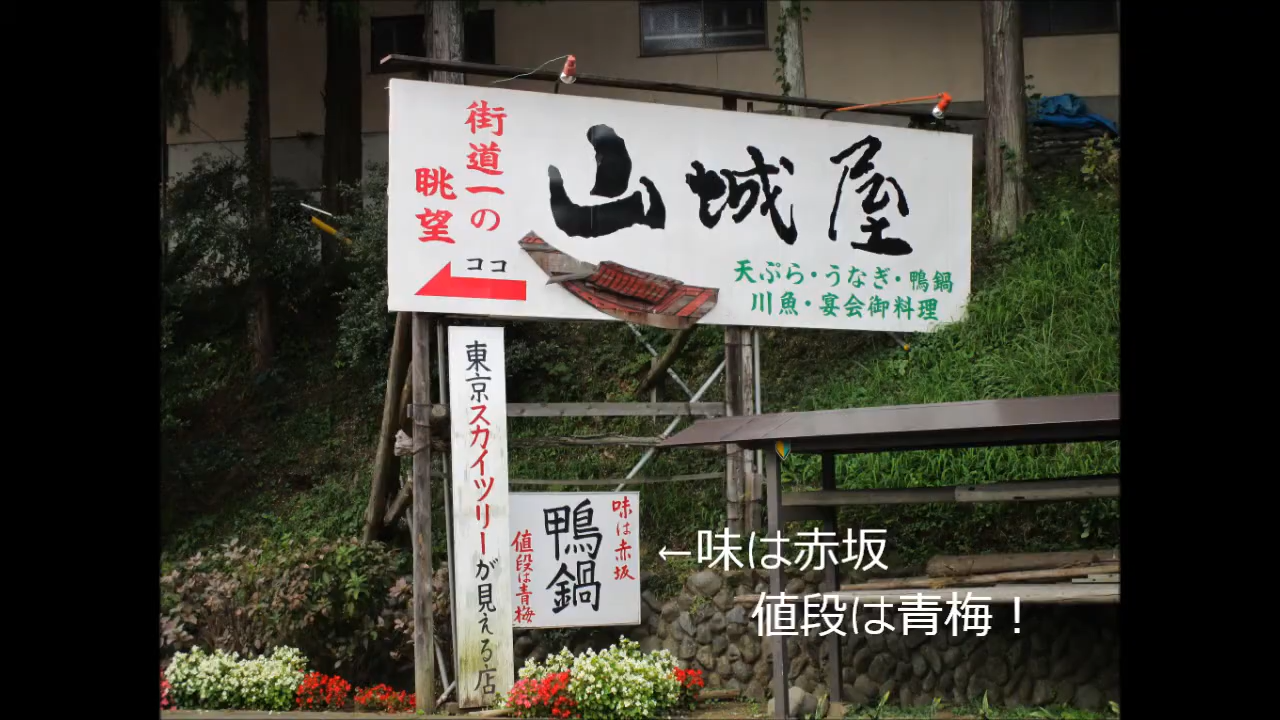 街道一の
眺望
ココ
山城屋
天ぷら・うなぎ・鴨鍋
川魚・宴会御料理
東京スカイツリーが見える店
味は赤坂
鴨鍋
値段は青梅
←味は赤坂
値段は青梅！